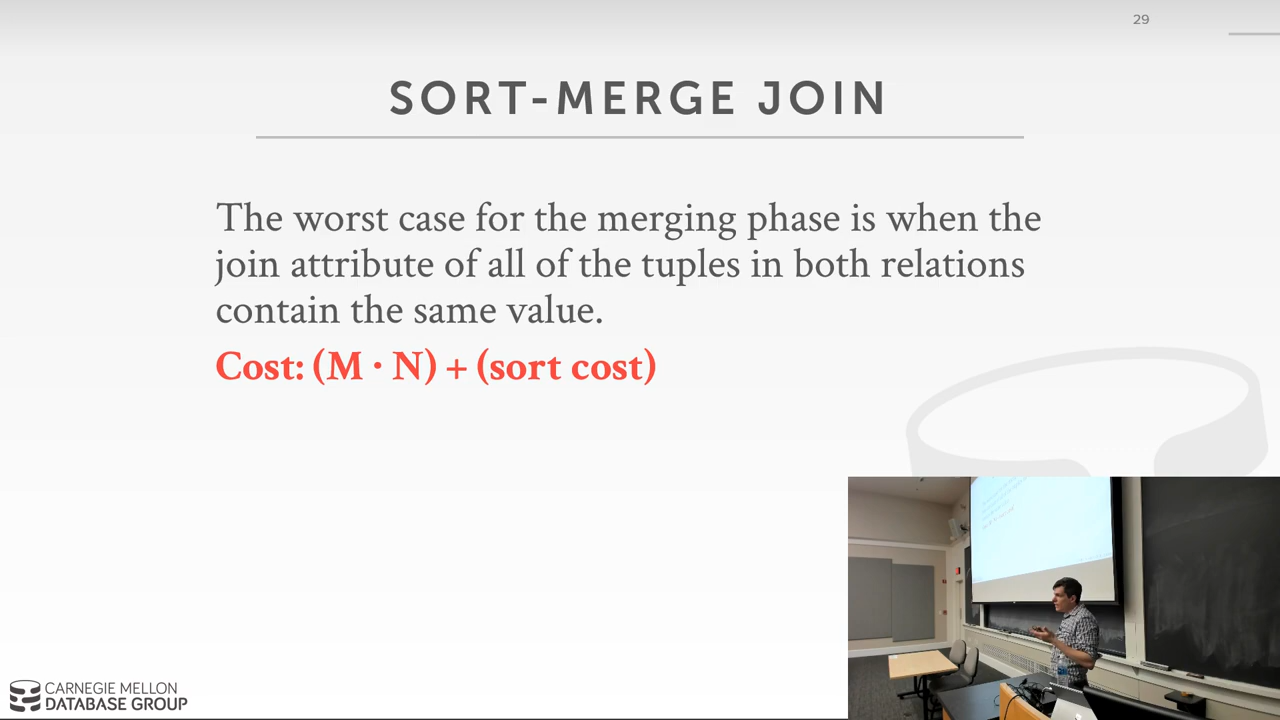 29
SORT-MERGE JOIN
The worst case for the merging phase is when the
join attribute of all of the tuples in both relations
contain the same value.
Cost: (M · N) + (sort cost)
CARNEGIE MELLON
DATABASE GROUP